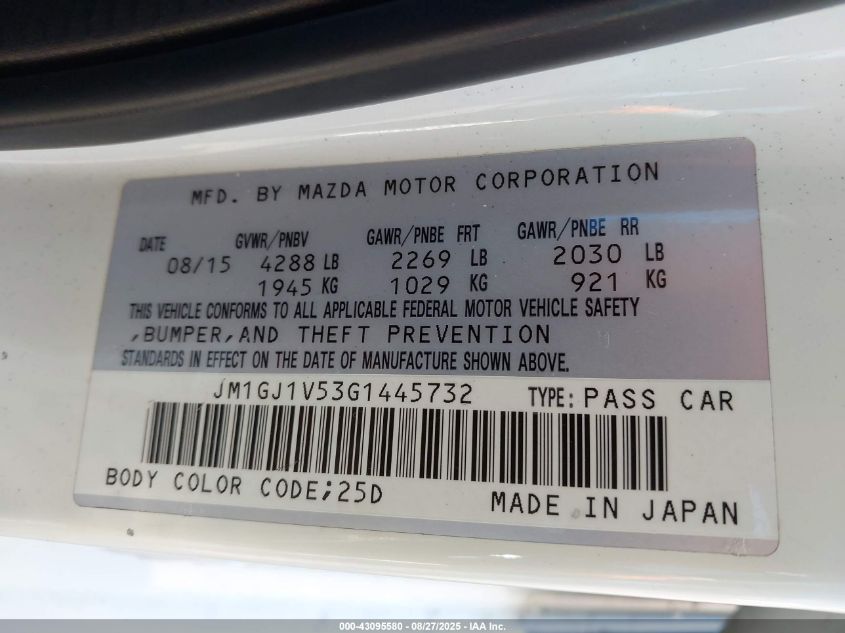 MFD. BY MAZDA MOTOR CORPORATION
DATE GVWR/PNBV GAWR/PNBE FRT GAWR/PNBE RR
08/15 4288 LB 2269 LB 2030 LB
1945 KG 1029 KG 921 KG
THIS VEHICLE CONFORMS TO ALL APPLICABLE FEDERAL MOTOR VEHICLE SAFETY
,BUMPER,AND THEFT PREVENTION
STANDARDS IN EFFECT ON THE DATE OF MANUFACTURE SHOWN ABOVE.
JM1GJ1V53G1445732 TYPE: PASS CAR
BODY COLOR CODE;25D MADE IN JAPAN
000-43095580 - 08/27/2025 - IAA Inc.